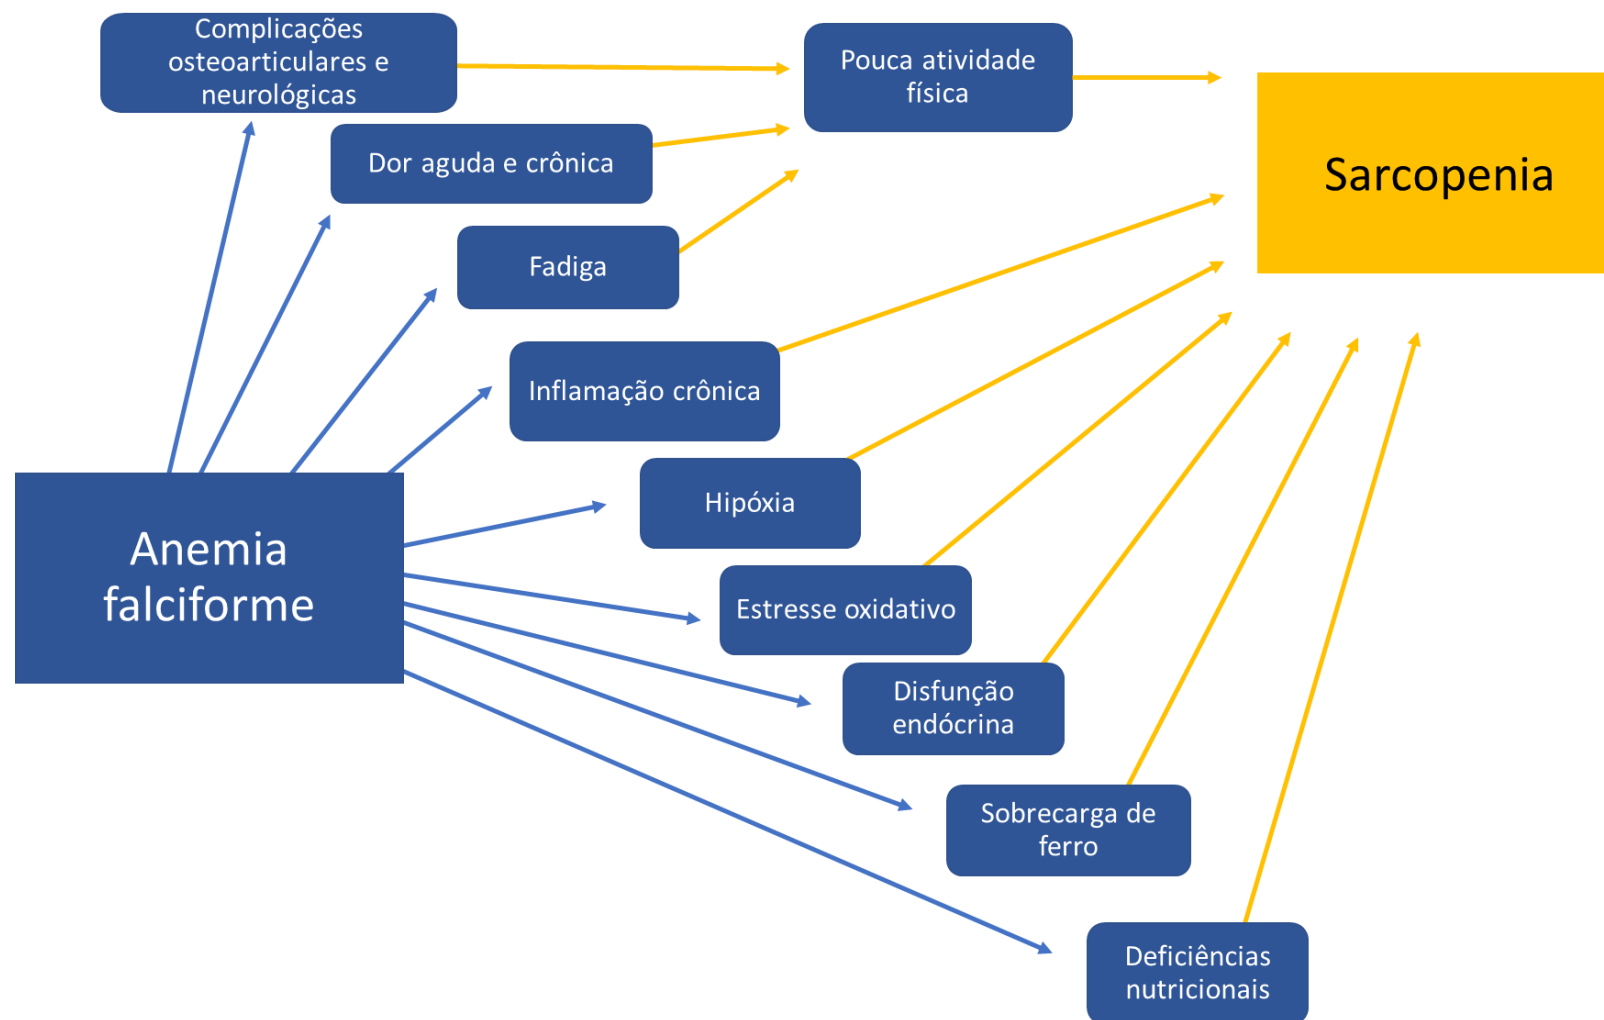 Complicações
osteoarticulares e
neurológicas
Pouca atividade
física
Sarcopenia
Dor aguda e crônica
Fadiga
Inflamação crônica
Hipóxia
Anemia
falciforme
Estresse oxidativo
Disfunção
endócrina
Sobrecarga de
ferro
Deficiências
nutricionais